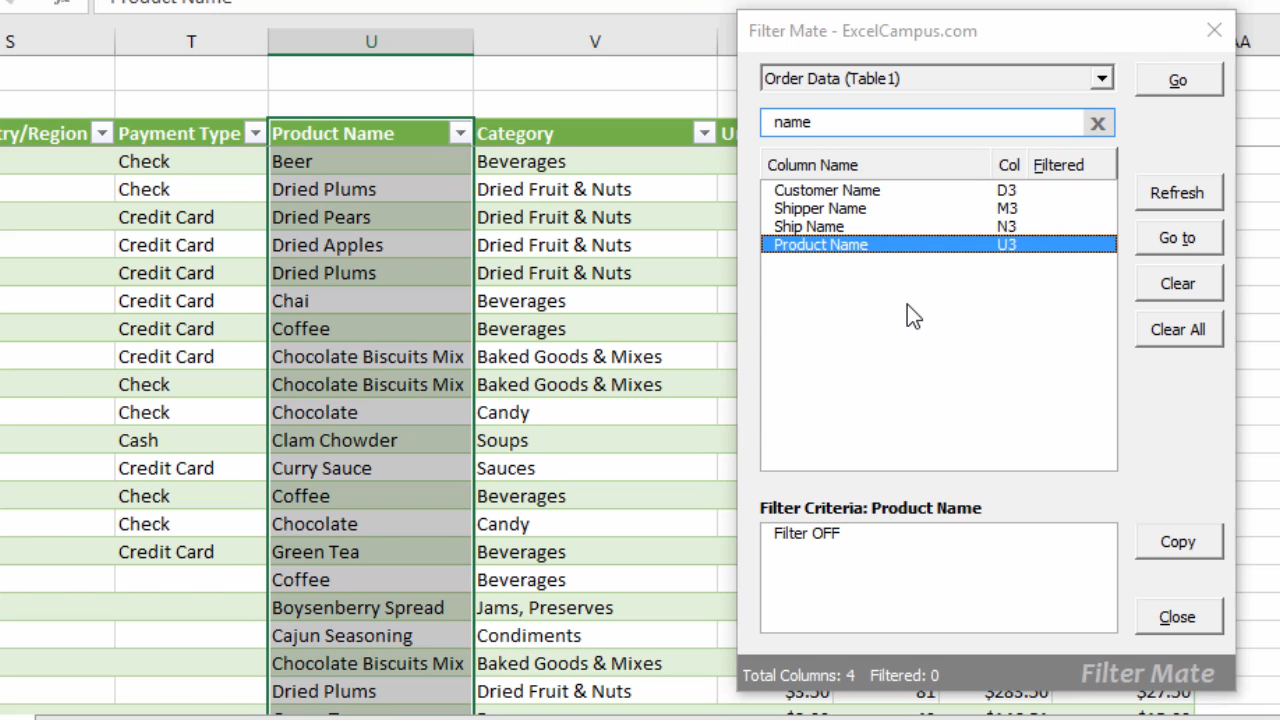 Product Name
S T U V AA
try/Region Payment Type Product Name Category
Check Beer Beverages
Check Dried Plums Dried Fruit & Nuts
Credit Card Dried Pears Dried Fruit & Nuts
Credit Card Dried Apples Dried Fruit & Nuts
Credit Card Dried Plums Dried Fruit & Nuts
Credit Card Chai Beverages
Credit Card Coffee Beverages
Credit Card Chocolate Biscuits Mix Baked Goods & Mixes
Check Chocolate Biscuits Mix Baked Goods & Mixes
Check Chocolate Candy
Cash Clam Chowder Soups
Credit Card Curry Sauce Sauces
Check Coffee Beverages
Check Chocolate Candy
Credit Card Green Tea Beverages
Coffee Beverages
Boysenberry Spread Jams, Preserves
Cajun Seasoning Condiments
Chocolate Biscuits Mix Baked Goods & Mixes
Dried Plums Dried Fruit & Nuts
Filter Mate - ExcelCampus.com
Order Data (Table1) Go
name X
Column Name Col Filtered
Customer Name D3
Shipper Name M3
Ship Name N3
Product Name U3
Refresh
Go to
Clear
Clear All
Filter Criteria: Product Name
Filter OFF
Copy
Close
Total Columns: 4 Filtered: 0 Filter Mate